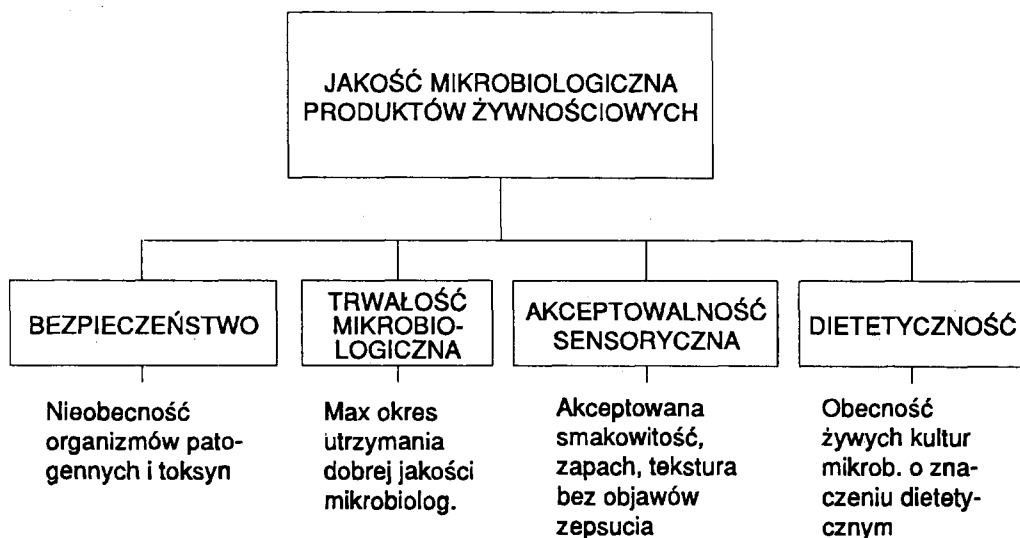 JAKOŚĆ MIKROBIOLOGICZNA
PRODUKTÓW ŻYWNOŚCIOWYCH
BEZPIECZEŃSTWO
Nieobecność
organizmów pato-
gennych i toksyn
TRWAŁOŚĆ
MIKROBIO-
LOGICZNA
Max okres
utrzymania
dobrej jakości
mikrobiolog.
AKCEPTOWALNOŚĆ
SENSORYCZNA
Akceptowana
smakowitość,
zapach, tekstura
bez objawów
zepsucia
DIETETYCZNOŚĆ
Obecność
żywych kultur
mikrob. o zna-
czeniu dietety-
cznym